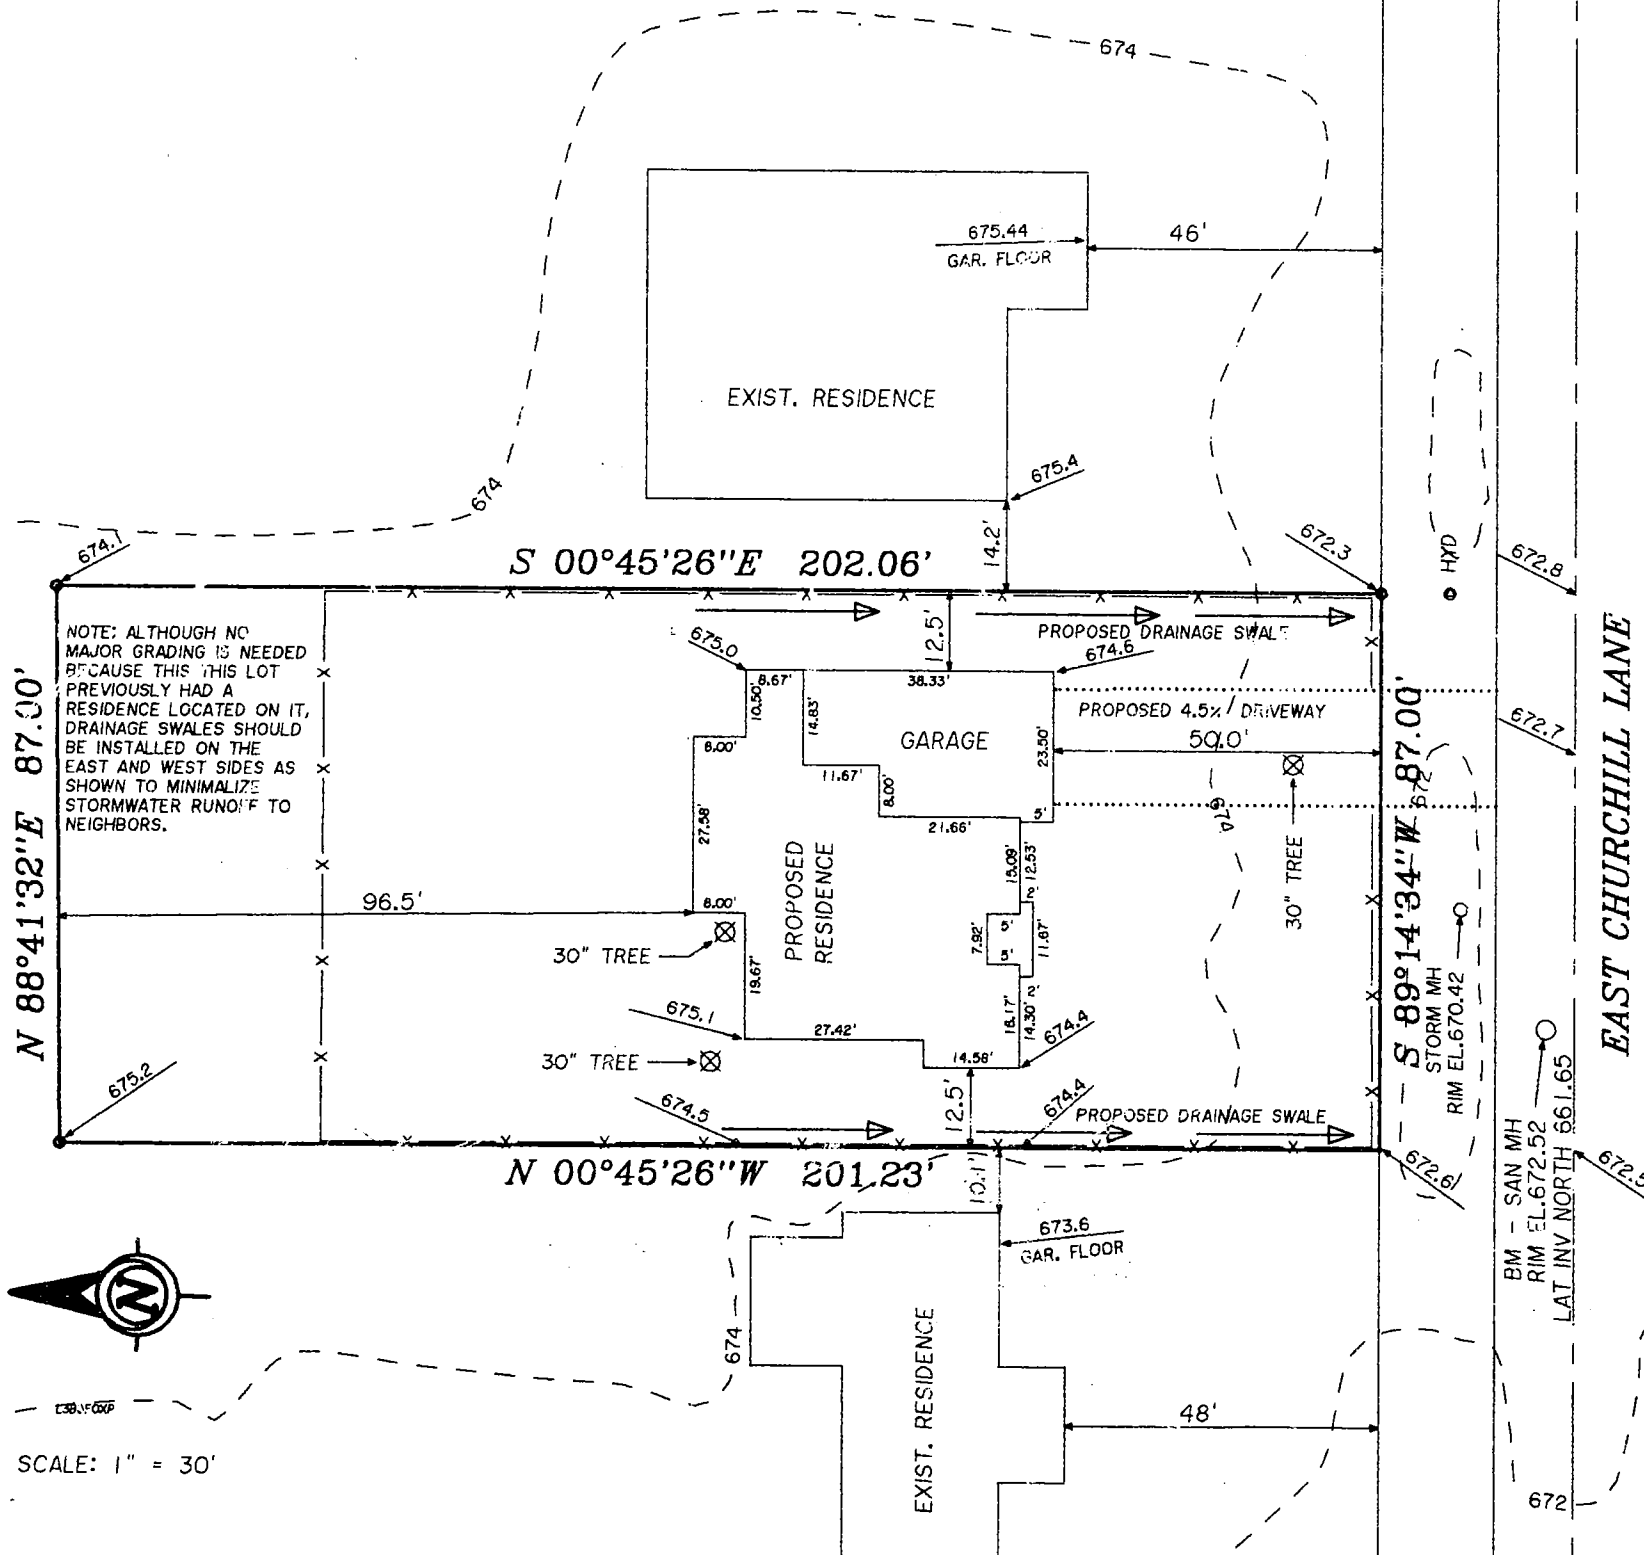 674
675.44
GAR. FLOOR
46'
EXIST. RESIDENCE
675.4
674
674.1
14.2'
672.3
HYD
672.8
S 00°45'26"E 202.06'
NOTE: ALTHOUGH NO
MAJOR GRADING IS NEEDED
BECAUSE THIS THIS LOT
PREVIOUSLY HAD A
RESIDENCE LOCATED ON IT,
DRAINAGE SWALES SHOULD
BE INSTALLED ON THE
EAST AND WEST SIDES AS
SHOWN TO MINIMALIZE
STORMWATER RUNOFF TO
NEIGHBORS.
N 88°41'32"E 87.00'
675.0
12.5'
PROPOSED DRAINAGE SWALE
674.6
8.67'
38.33'
10.50'
14.83'
PROPOSED 4.5% DRIVEWAY
GARAGE
23.50'
50.0'
672.7
8.00'
11.67'
8.00'
5'
21.66'
27.58'
674
672
30" TREE
PROPOSED
RESIDENCE
15.09'
12.53'
96.5'
8.00'
2'
5'
7.92'
11.67'
5'
30" TREE
19.67'
2'
16.17'
14.30'
S 89°14'34"W 87.00'
STORM MH
RIM EL.670.42
EAST CHURCHILL LANE
675.1
27.42'
674.4
14.58'
30" TREE
675.2
674.5
12.5'
674.4
PROPOSED DRAINAGE SWALE
N 00°45'26"W 201.23'
10.1'
672.6
BM - SAN MH
RIM EL.672.52
LAT INV NORTH 661.65
672.5
673.6
GAR. FLOOR
N
674
EXIST. RESIDENCE
48'
SCALE: 1" = 30'
672